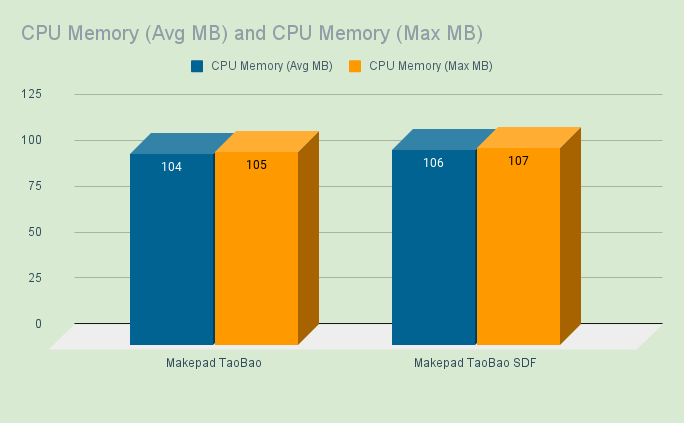 CPU Memory (Avg MB) and CPU Memory (Max MB)
CPU Memory (Avg MB) CPU Memory (Max MB)
125
100
75
50
25
0
104 105 106 107
Makepad TaoBao Makepad TaoBao SDF